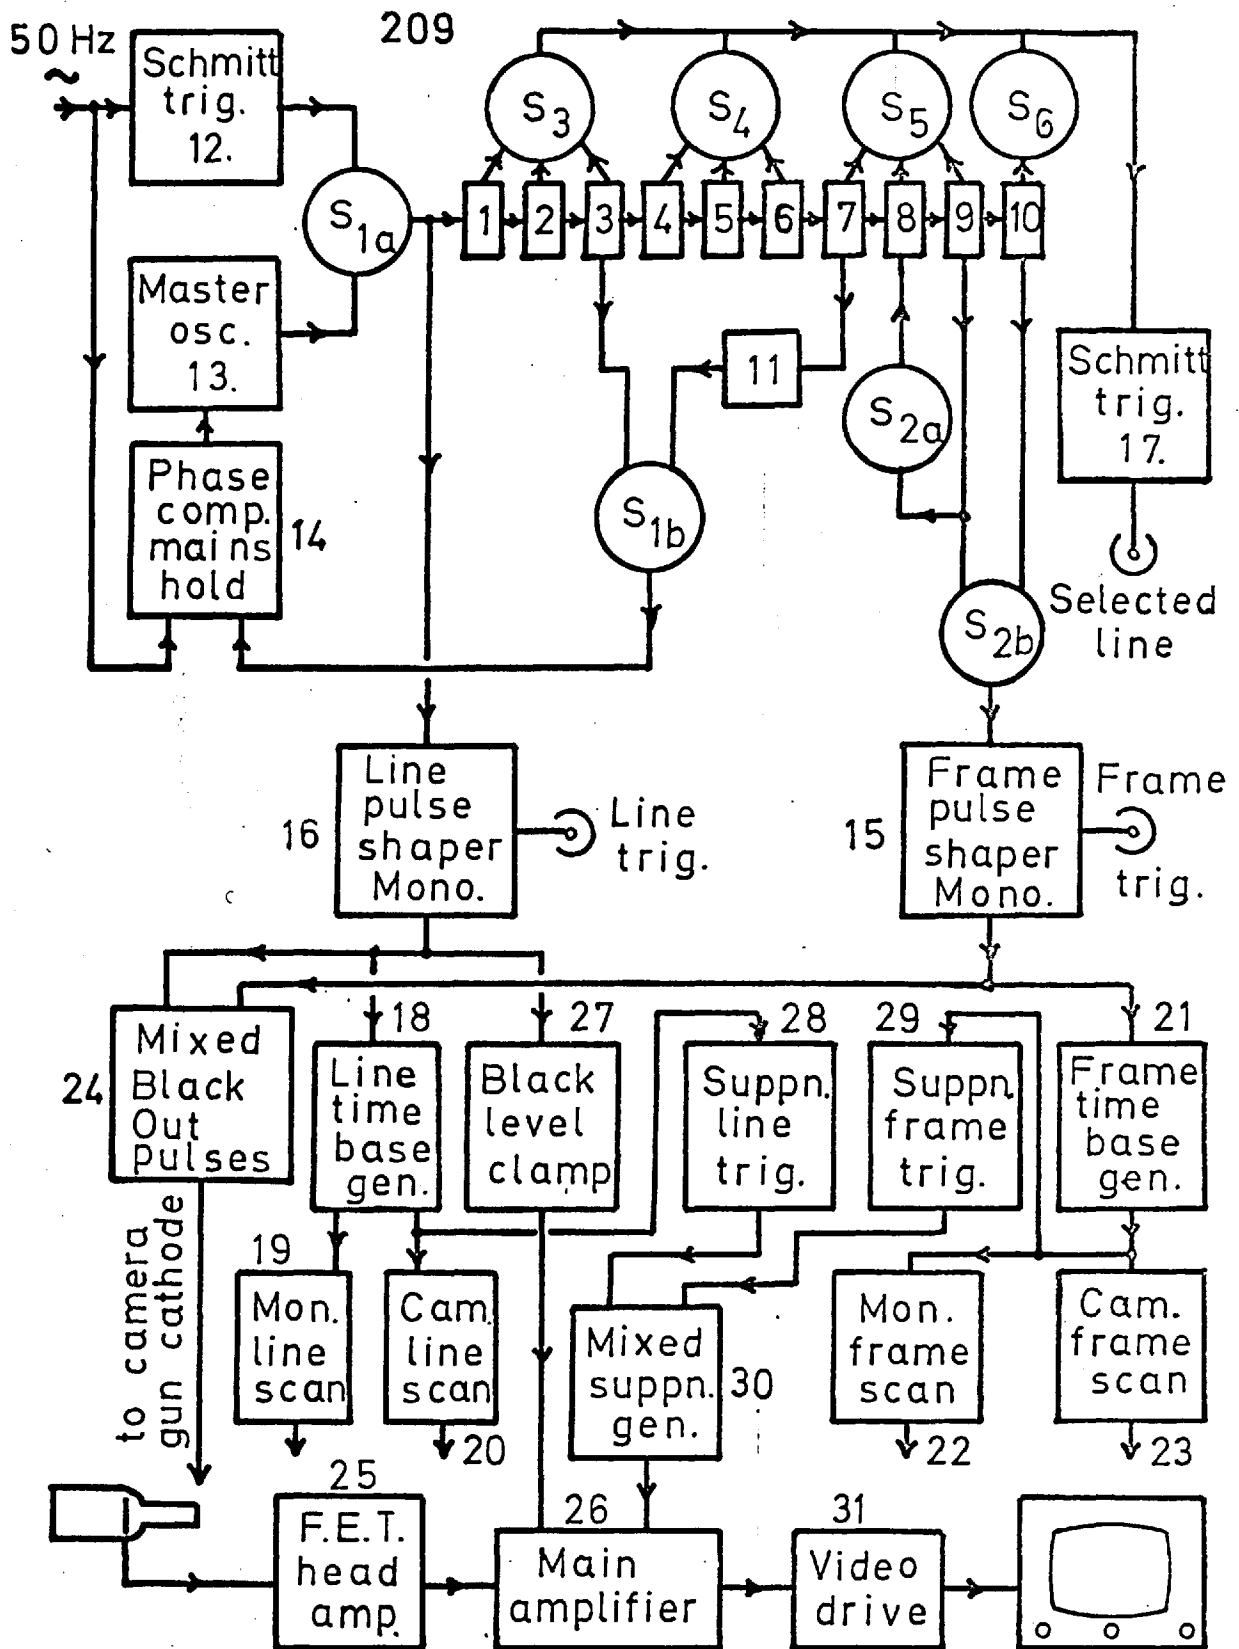 209
50 Hz
~
Schmitt
trig.
12.
S3
S4
S5
S6
S1a
1
2
3
4
5
6
7
8
9
10
Master
osc.
13.
11
S2a
Schmitt
trig.
17.
Phase
comp.
mains
hold
14
S1b
S2b
Selected
line
Line
pulse
shaper
Mono.
16
Line
trig.
Frame
pulse
shaper
Mono.
15
Frame
trig.
Mixed
Black
Out
Pulses
24
18
Line
time
base
gen.
27
Black
level
clamp
28
Suppn.
line
trig.
29
Suppn
frame
trig.
21
Frame
time
base
gen.
to camera
gun cathode
19
Mon.
line
scan
Cam.
line
scan
20
Mixed
suppn.
gen.
30
Mon.
frame
scan
22
Cam.
frame
scan
23
25
F.E.T.
head
amp.
26
Main
amplifier
31
Video
drive